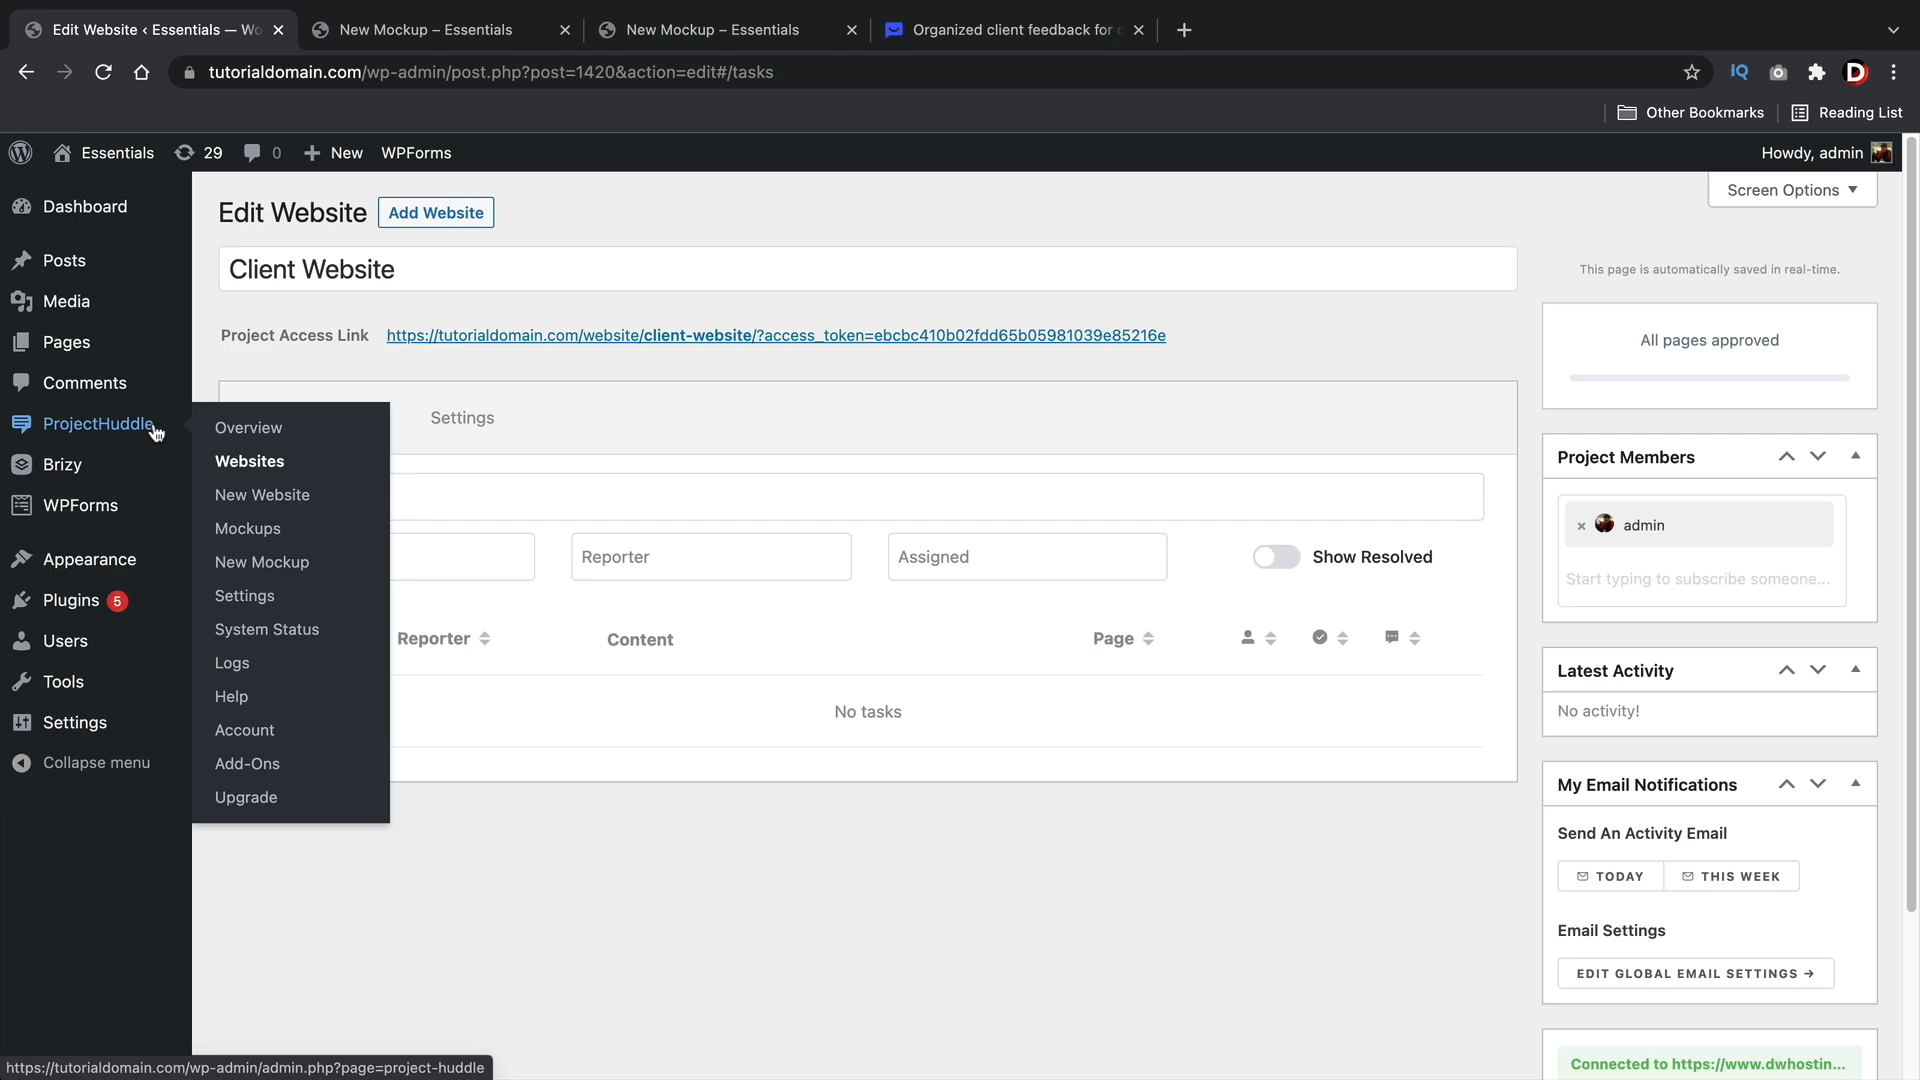 Edit Website ‹ Essentials — Wo
New Mockup – Essentials
New Mockup – Essentials
Organized client feedback for c
tutorialdomain.com/wp-admin/post.php?post=1420&action=edit#/tasks
IQ
D
Other Bookmarks
Reading List
Essentials
29
0
New
WPForms
Howdy, admin
Dashboard
Posts
Media
Pages
Comments
ProjectHuddle
Brizy
WPForms
Appearance
Plugins 5
Users
Tools
Settings
Collapse menu
Overview
Websites
New Website
Mockups
New Mockup
Settings
System Status
Logs
Help
Account
Add-Ons
Upgrade
Screen Options
Edit Website
Add Website
Client Website
Project Access Link https://tutorialdomain.com/website/client-website/?access_token=ebcbc410b02fdd65b05981039e85216e
Settings
Reporter
Assigned
Show Resolved
Reporter
Content
Page
No tasks
This page is automatically saved in real-time.
All pages approved
Project Members
× admin
Start typing to subscribe someone...
Latest Activity
No activity!
My Email Notifications
Send An Activity Email
TODAY
THIS WEEK
Email Settings
EDIT GLOBAL EMAIL SETTINGS →
Connected to https://www.dwhostin...
https://tutorialdomain.com/wp-admin/admin.php?page=project-huddle